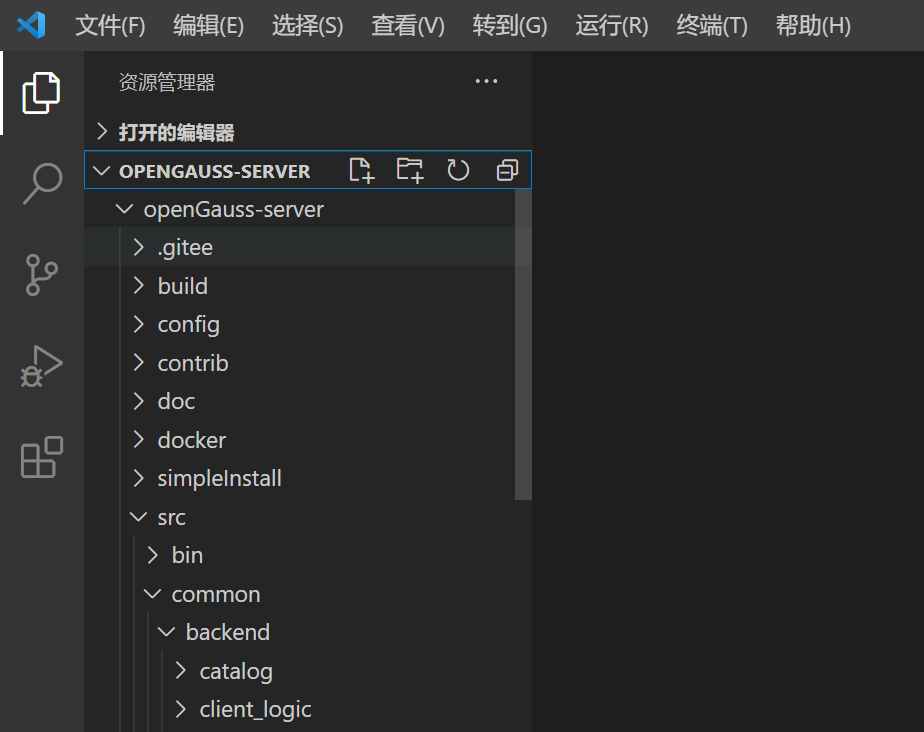 文件(F) 编辑(E) 选择(S) 查看(V) 转到(G) 运行(R) 终端(T) 帮助(H)
资源管理器
打开的编辑器
OPENGAUSS-SERVER
openGauss-server
.gitee
build
config
contrib
doc
docker
simpleInstall
src
bin
common
backend
catalog
client_logic